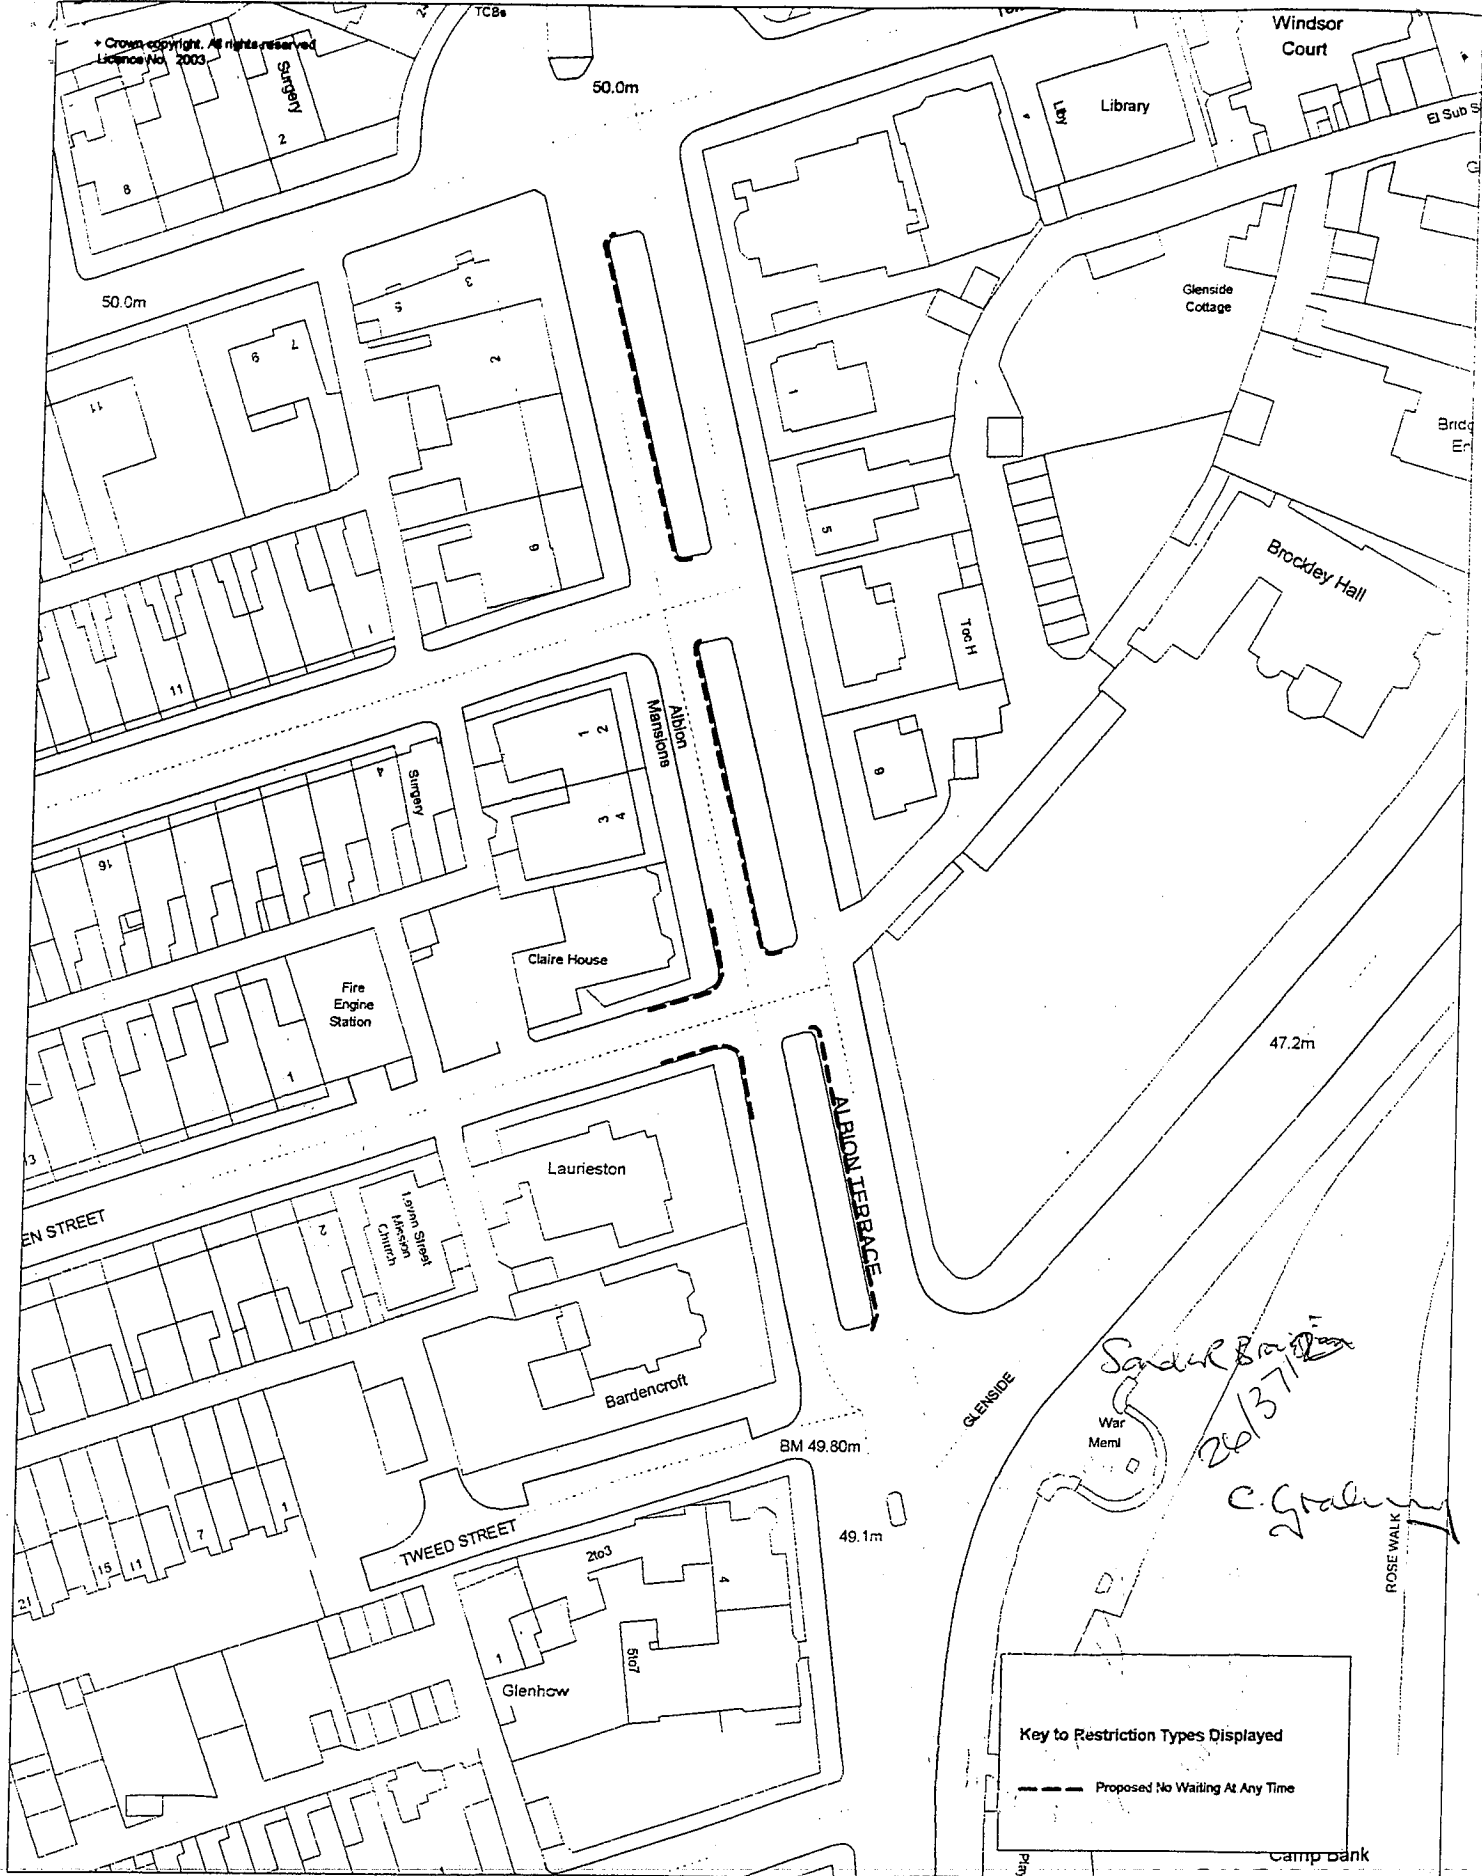 TCBs
+ Crown copyright. All rights reserved
Licence No. 2003
Surgery
2
8
50.0m
Windsor
Court
Liby
Library
El Sub S
50.0m
3
5
7
9
2
11
1
Glenside
Cottage
Bridg
En
6
5
Toc H
Brockley Hall
1
11
Albion
Mansions
1
2
3
4
8
4
Surgery
16
Claire House
Fire
Engine
Station
1
13
47.2m
ALBION TERRACE
EN STREET
Laurieston
2
Levan Street
Mission
Church
Bardencroft
GLENSIDE
BM 49.80m
War
Meml
C. Graham
ROSE WALK
TWEED STREET
49.1m
1
7
11
15
21
2to3
4
1
5to7
Glenhow
Key to Restriction Types Displayed
Proposed No Waiting At Any Time
Camp Bank